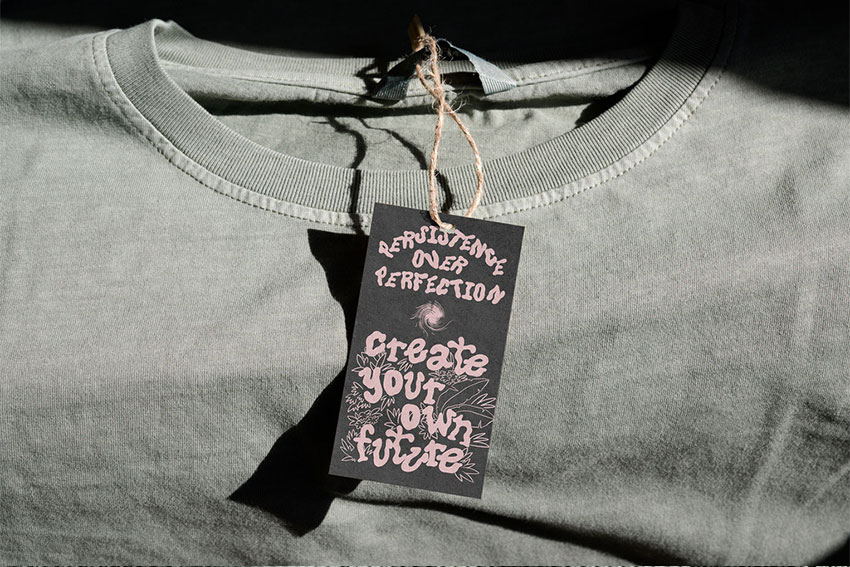 PERSISTENCE
OVER
PERFECTION
create
your
own
future